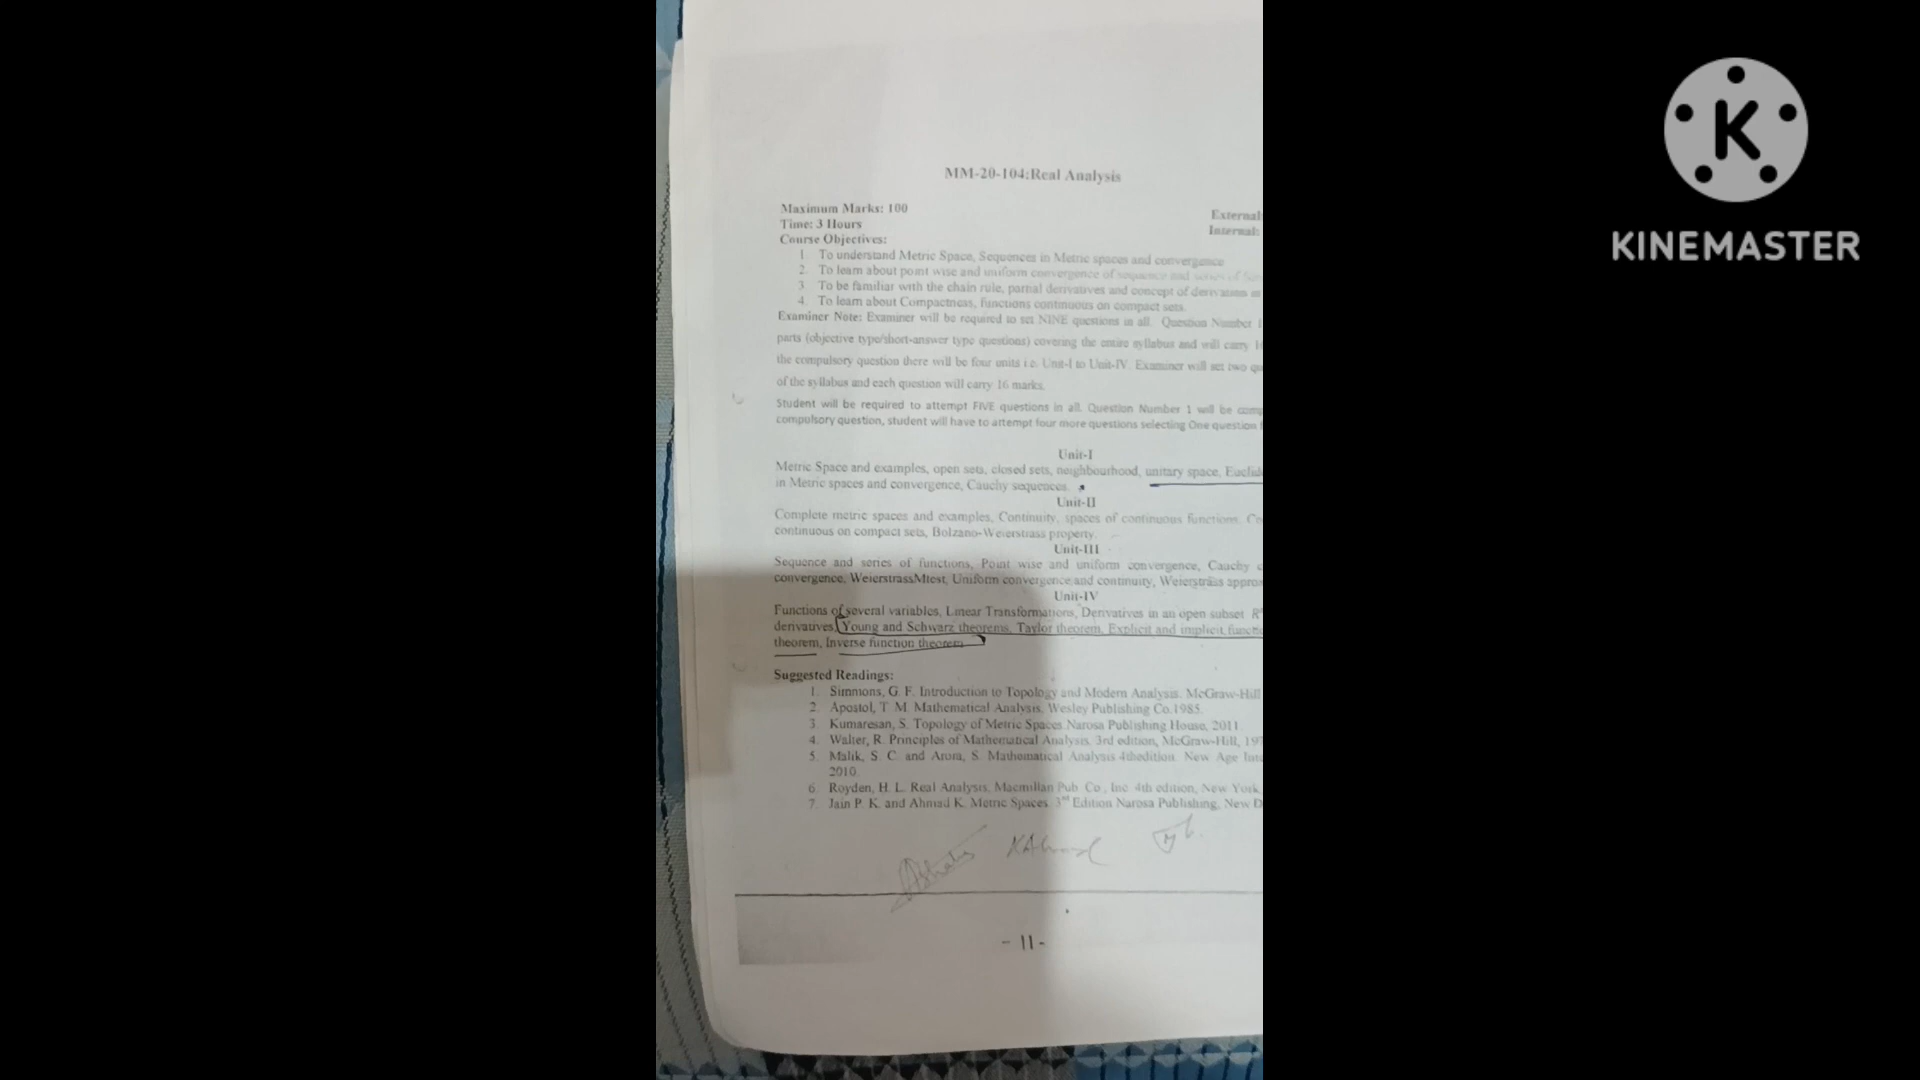 MM-20-104:Real Analysis
Maximum Marks: 100
External:
Time: 3 Hours
Internal:
Course Objectives:
1. To understand Metric Space, Sequences in Metric spaces and convergence
2. To learn about point wise and uniform convergence of sequence and series of
3. To be familiar with the chain rule, partial derivatives and concept of derivation in
4. To learn about Compactness, functions continuous on compact sets.
Examiner Note: Examiner will be required to set NINE questions in all. Question Number 1
parts (objective type/short-answer type questions) covering the entire syllabus and will carry
the compulsory question there will be four units i.e. Unit-I to Unit-IV. Examiner will set two
of the syllabus and each question will carry 16 marks.
Student will be required to attempt FIVE questions in all. Question Number 1 will be
compulsory question, student will have to attempt four more questions selecting One question
Unit-I
Metric Space and examples, open sets, closed sets, neighbourhood, unitary space, Euclid
in Metric spaces and convergence, Cauchy sequences.
Unit-II
Complete metric spaces and examples, Continuity, spaces of continuous functions.
continuous on compact sets, Bolzano-Weierstrass property.
Unit-III
Sequence and series of functions, Point wise and uniform convergence, Cauchy
convergence, WeierstrassMtest, Uniform convergence and continuity, Weierstrass appro
Unit-IV
Functions of several variables, Linear Transformations, Derivatives in an open subset
derivatives, Young and Schwarz theorems, Taylor theorem, Explicit and implicit functi
theorem, Inverse function theorem.
Suggested Readings:
1. Simmons, G. F. Introduction to Topology and Modern Analysis. McGraw-Hill
2. Apostol, T. M. Mathematical Analysis, Wesley Publishing Co.1985.
3. Kumaresan, S. Topology of Metric Spaces.Narosa Publishing House, 2011
4. Walter, R. Principles of Mathematical Analysis. 3rd edition, McGraw-Hill, 19
5. Malik, S. C. and Arora, S. Mathematical Analysis 4thedition. New Age
2010.
6. Royden, H. L. Real Analysis, Macmillan Pub. Co., Inc. 4th edition, New York
7. Jain P. K. and Ahmad K. Metric Spaces. 3rd Edition Narosa Publishing, New D
- 11 -
KINEMASTER